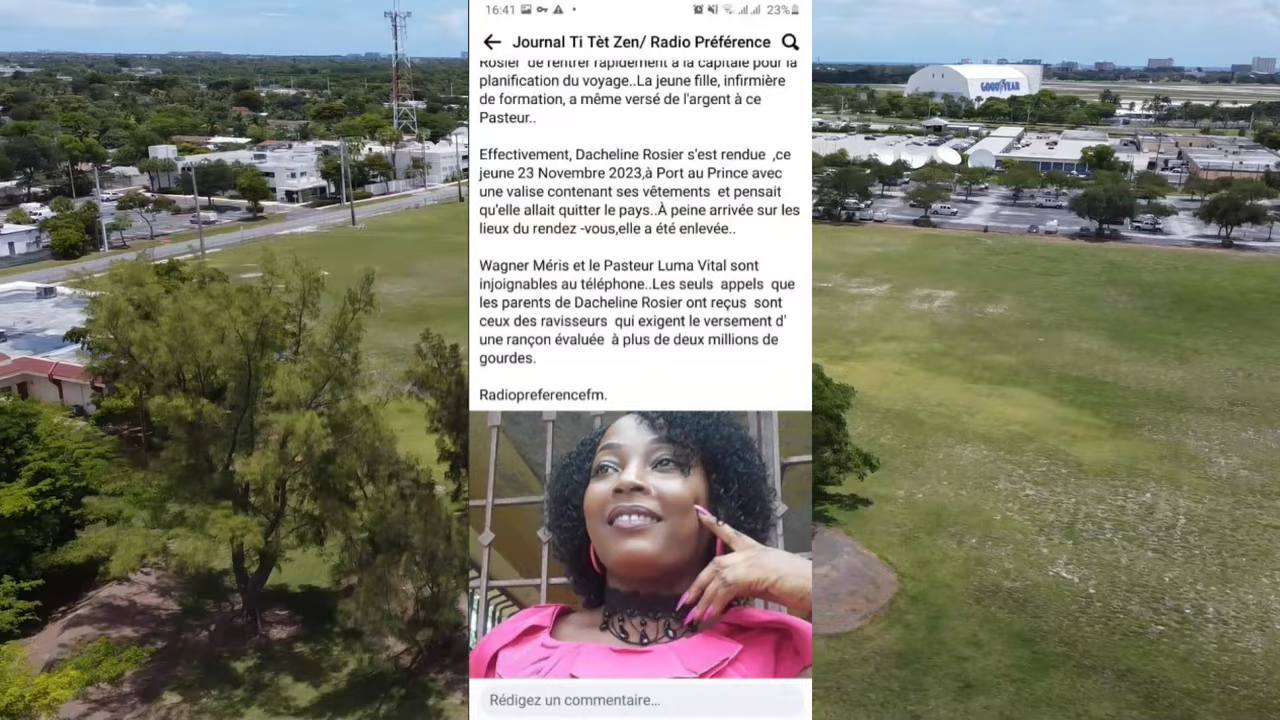 16:41
23%
Journal Ti Tèt Zen/ Radio Préférence
Rosier de rentrer rapidement à la capitale pour la
planification du voyage..La jeune fille, infirmière
de formation, a même versé de l'argent à ce
Pasteur..
Effectivement, Dacheline Rosier s'est rendue ,ce
jeune 23 Novembre 2023,à Port au Prince avec
une valise contenant ses vêtements et pensait
qu'elle allait quitter le pays..À peine arrivée sur les
lieux du rendez -vous,elle a été enlevée..
Wagner Méris et le Pasteur Luma Vital sont
injoignables au téléphone..Les seuls appels que
les parents de Dacheline Rosier ont reçus sont
ceux des ravisseurs qui exigent le versement d'
une rançon évaluée à plus de deux millions de
gourdes.
Radiopreferencefm.
Rédigez un commentaire...
GOODYEAR